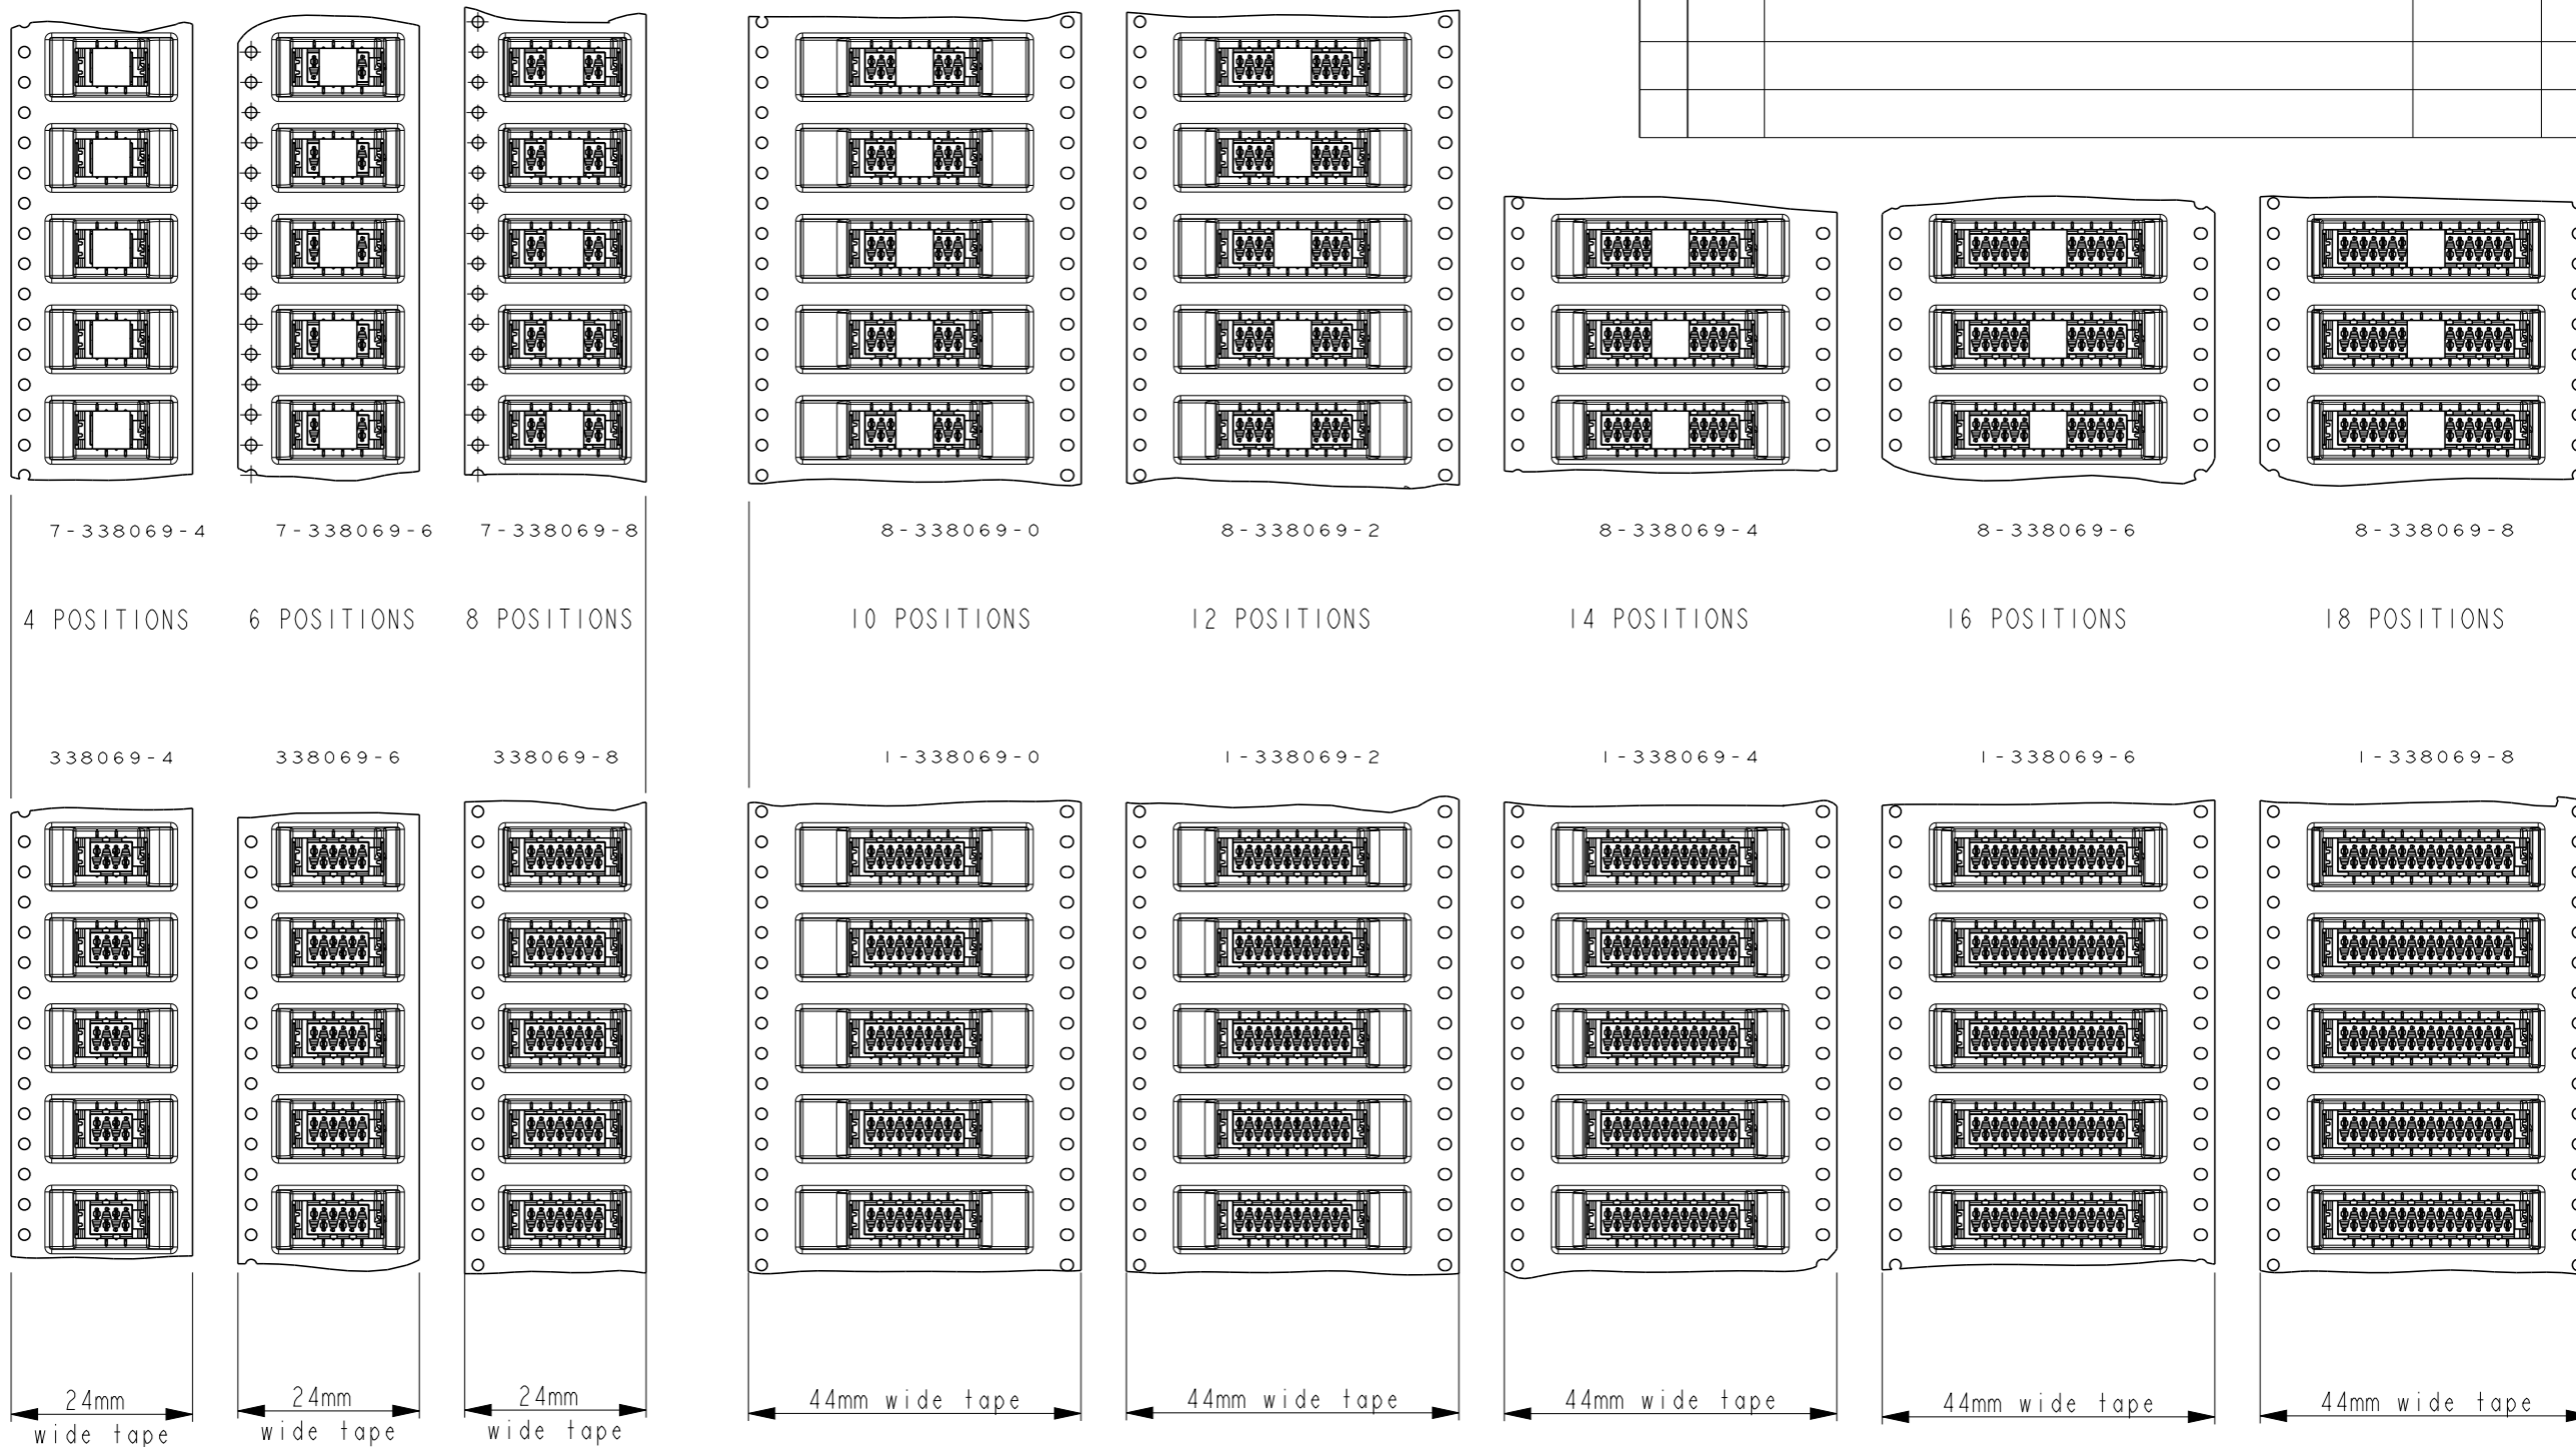 7-338069-4 7-338069-6 7-338069-8 8-338069-0 8-338069-2 8-338069-4 8-338069-6 8-338069-8
4 POSITIONS 6 POSITIONS 8 POSITIONS 10 POSITIONS 12 POSITIONS 14 POSITIONS 16 POSITIONS 18 POSITIONS
338069-4 338069-6 338069-8 1-338069-0 1-338069-2 1-338069-4 1-338069-6 1-338069-8
24mm 24mm 24mm 44mm wide tape 44mm wide tape 44mm wide tape 44mm wide tape 44mm wide tape
wide tape wide tape wide tape